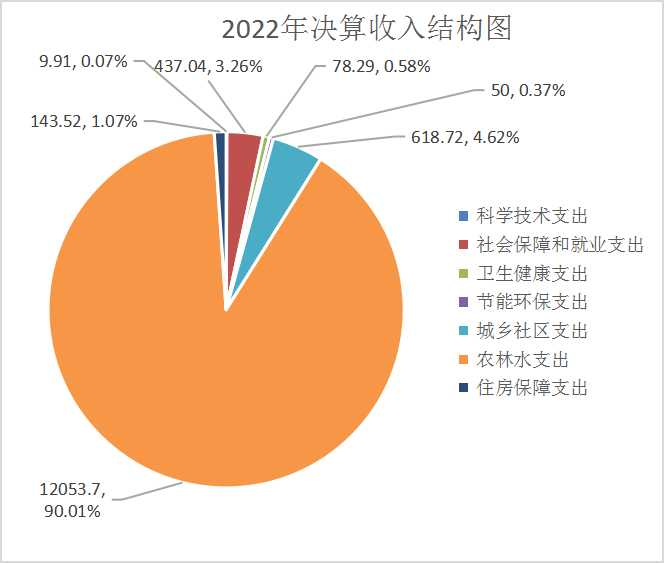 2022年决算收入结构图
9.91, 0.07%
437.04, 3.26%
78.29, 0.58%
50, 0.37%
143.52, 1.07%
618.72, 4.62%
科学技术支出
社会保障和就业支出
卫生健康支出
节能环保支出
城乡社区支出
农林水支出
住房保障支出
12053.7,
90.01%